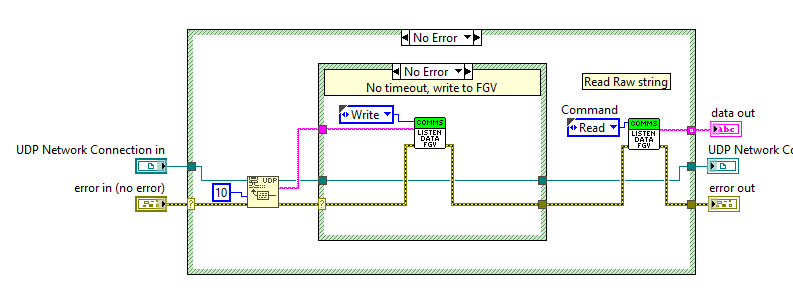 No Error
No Error
No timeout, write to FGV
Read Raw string
Write
COMMS
LISTEN
DATA
FGV
Command
Read
COMMS
LISTEN
DATA
FGV
data out
abc
UDP Network Connection in
UDP Network Co
UDP
error in (no error)
10
?
?
error out